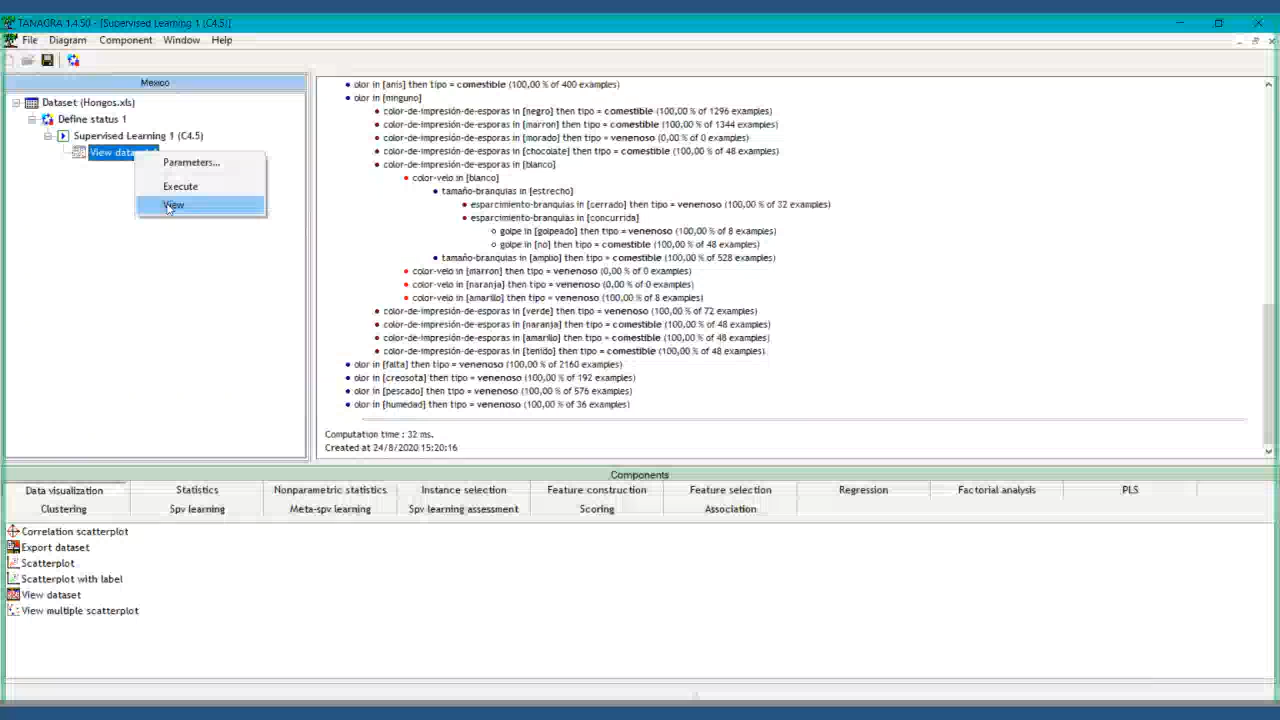 TANAGRA 1.4.50 - [Supervised Learning 1 (C4.5)]
File Diagram Component Window Help
Mexico
Dataset (Hongos.xls)
Define status 1
Supervised Learning 1 (C4.5)
View
Parameters...
Execute
View
olor in [anis] then tipo = comestible (100,00 % of 400 examples)
olor in [ninguno]
color-de-impresión-de-esporas in [negro] then tipo = comestible (100,00 % of 1296 examples)
color-de-impresión-de-esporas in [marron] then tipo = comestible (100,00 % of 1344 examples)
color-de-impresión-de-esporas in [morado] then tipo = venenoso (0,00 % of 0 examples)
color-de-impresión-de-esporas in [chocolate] then tipo = comestible (100,00 % of 48 examples)
color-de-impresión-de-esporas in [blanco]
color-velo in [blanco]
tamaño-branquias in [estrecho]
esparcimiento-branquias in [cerrado] then tipo = venenoso (100,00 % of 32 examples)
esparcimiento-branquias in [concurrida]
golpe in [golpeado] then tipo = venenoso (100,00 % of 8 examples)
golpe in [no] then tipo = comestible (100,00 % of 48 examples)
tamaño-branquias in [amplio] then tipo = comestible (100,00 % of 528 examples)
color-velo in [marron] then tipo = venenoso (0,00 % of 0 examples)
color-velo in [naranja] then tipo = venenoso (0,00 % of 0 examples)
color-velo in [amarillo] then tipo = venenoso (100,00 % of 8 examples)
color-de-impresión-de-esporas in [verde] then tipo = venenoso (100,00 % of 72 examples)
color-de-impresión-de-esporas in [naranja] then tipo = comestible (100,00 % of 48 examples)
color-de-impresión-de-esporas in [amarillo] then tipo = comestible (100,00 % of 48 examples)
color-de-impresión-de-esporas in [tenido] then tipo = comestible (100,00 % of 48 examples)
olor in [falta] then tipo = venenoso (100,00 % of 2160 examples)
olor in [creosota] then tipo = venenoso (100,00 % of 192 examples)
olor in [pescado] then tipo = venenoso (100,00 % of 576 examples)
olor in [humedad] then tipo = venenoso (100,00 % of 36 examples)
Computation time : 32 ms.
Created at 24/8/2020 15:20:16
Components
Data visualization Statistics Nonparametric statistics Instance selection Feature construction Feature selection Regression Factorial analysis PLS
Clustering Spv learning Meta-spv learning Spv learning assessment Scoring Association
Correlation scatterplot
Export dataset
Scatterplot
Scatterplot with label
View dataset
View multiple scatterplot